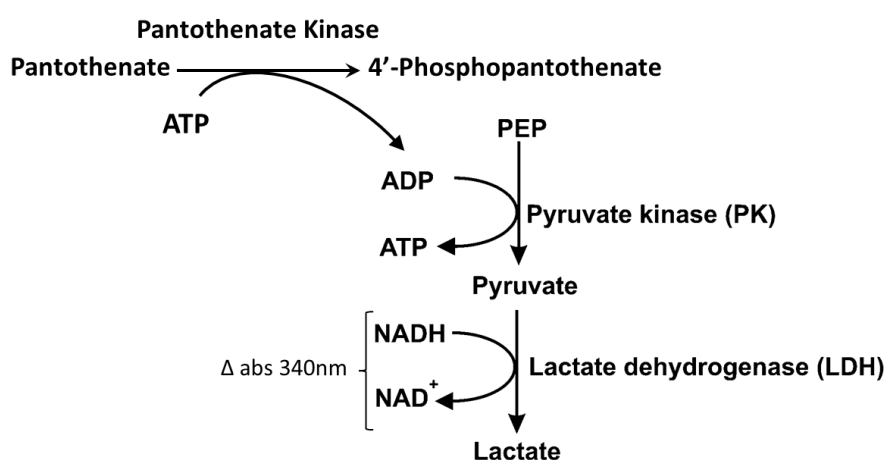 Pantothenate Kinase
Pantothenate
4’-Phosphopantothenate
ATP
PEP
ADP
Pyruvate kinase (PK)
ATP
Pyruvate
NADH
Δ abs 340nm
Lactate dehydrogenase (LDH)
NAD+
Lactate